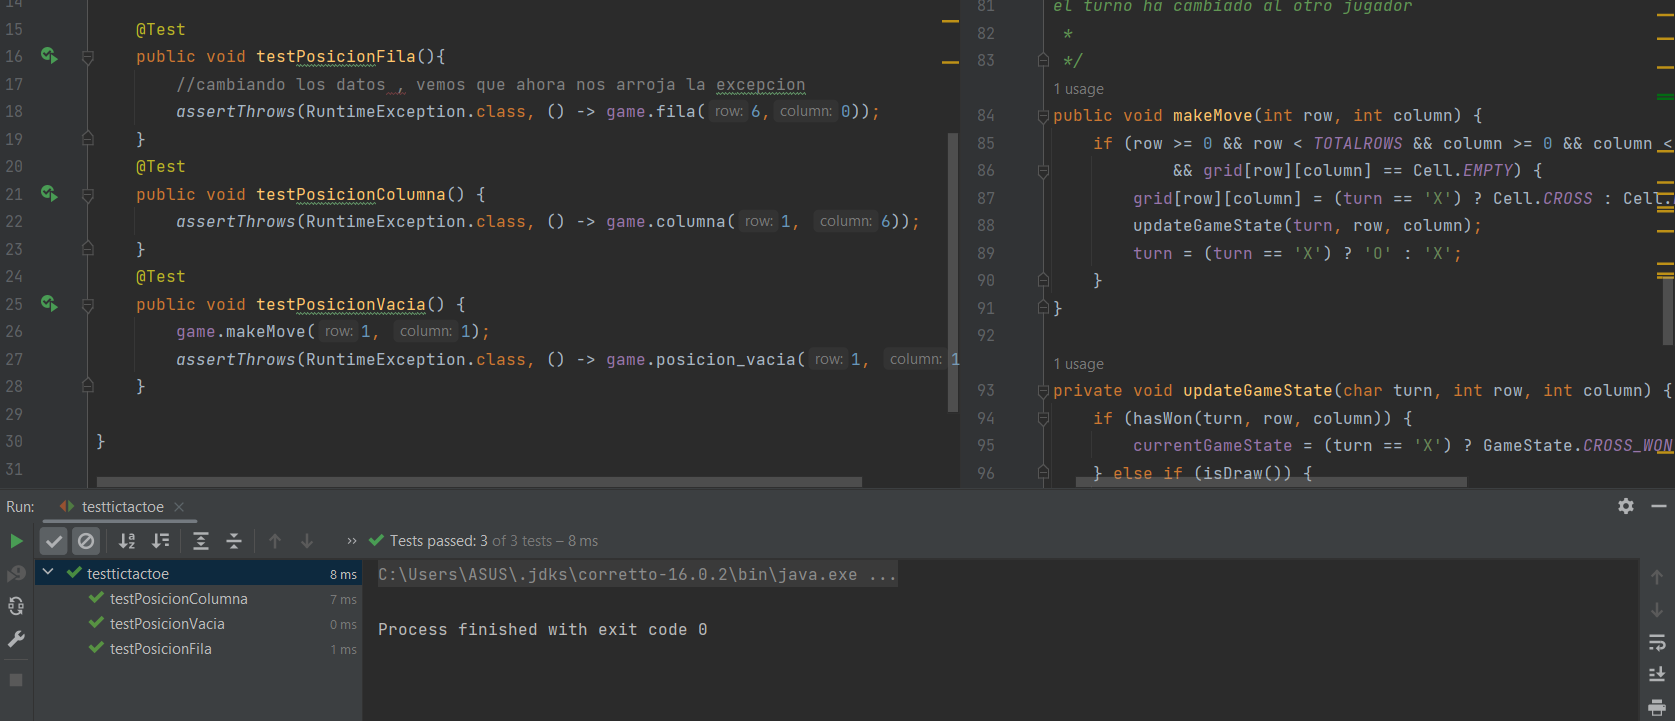 14
15 @Test
16 public void testPosicionFila(){
17 //cambiando los datos , vemos que ahora nos arroja la excepcion
18 assertThrows(RuntimeException.class, () -> game.fila( row: 6, column: 0));
19 }
20 @Test
21 public void testPosicionColumna() {
22 assertThrows(RuntimeException.class, () -> game.columna( row: 1, column: 6));
23 }
24 @Test
25 public void testPosicionVacia() {
26 game.makeMove( row: 1, column: 1);
27 assertThrows(RuntimeException.class, () -> game.posicion_vacia( row: 1, column: 1
28 }
29
30 }
31
81 el turno ha cambiado al otro jugador
82 *
83 */
1 usage
84 public void makeMove(int row, int column) {
85 if (row >= 0 && row < TOTALROWS && column >= 0 && column <
86 && grid[row][column] == Cell.EMPTY) {
87 grid[row][column] = (turn == 'X') ? Cell.CROSS : Cell.
88 updateGameState(turn, row, column);
89 turn = (turn == 'X') ? 'O' : 'X';
90 }
91 }
92
1 usage
93 private void updateGameState(char turn, int row, int column) {
94 if (hasWon(turn, row, column)) {
95 currentGameState = (turn == 'X') ? GameState.CROSS_WON
96 } else if (isDraw()) {
Run: testtictactoe
Tests passed: 3 of 3 tests – 8 ms
testtictactoe 8 ms
testPosicionColumna 7 ms
testPosicionVacia 0 ms
testPosicionFila 1 ms
C:\Users\ASUS\.jdks\corretto-16.0.2\bin\java.exe ...
Process finished with exit code 0